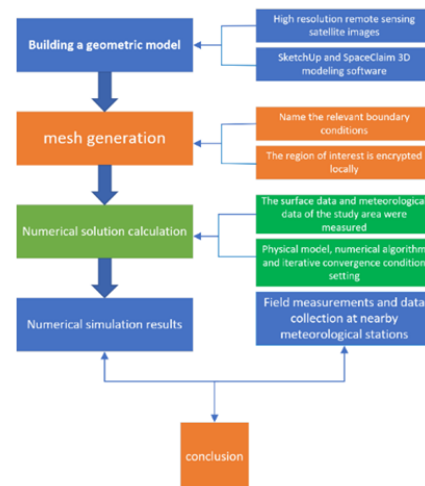 High resolution remote sensing
satellite images
Building a geometric model
SketchUp and SpaceClaim 3D
modeling software
Name the relevant boundary
conditions
mesh generation
The region of interest is encrypted
locally
The surface data and meteorological
data of the study area were
measured
Numerical solution calculation
Physical model, numerical algorithm
and iterative convergence condition
setting
Field measurements and data
collection at nearby
meteorological stations
Numerical simulation results
conclusion